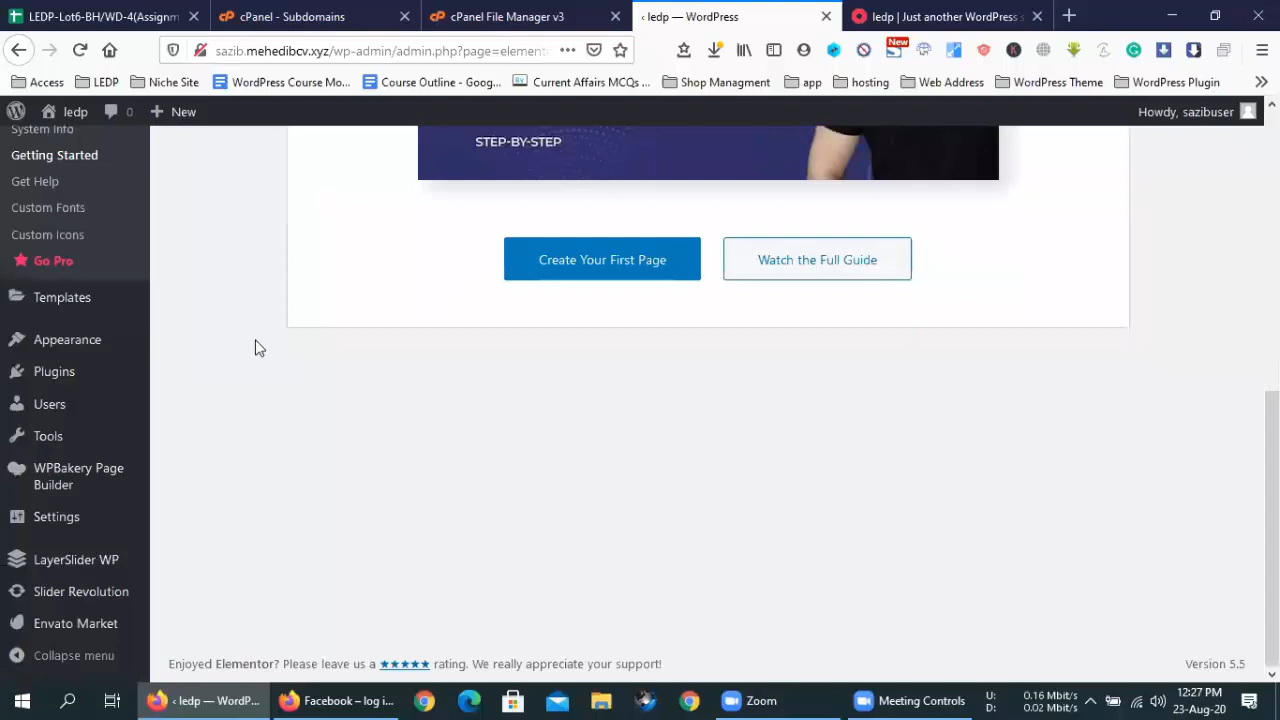 LEDP-Lot6-BH/WD-4(Assignm
cPanel - Subdomains
cPanel File Manager v3
‹ ledp — WordPress
ledp | Just another WordPress s
sazib.mehedibcv.xyz/wp-admin/admin.php?page=element
New
Access
LEDP
Niche Site
WordPress Course Mo...
Course Outline - Goog...
Current Affairs MCQs ...
Shop Managment
app
hosting
Web Address
WordPress Theme
WordPress Plugin
ledp
0
New
Howdy, sazibuser
System Info
Getting Started
Get Help
Custom Fonts
Custom Icons
Go Pro
Templates
Appearance
Plugins
Users
Tools
WPBakery Page
Builder
Settings
LayerSlider WP
Slider Revolution
Envato Market
Collapse menu
STEP-BY-STEP
Create Your First Page
Watch the Full Guide
Enjoyed Elementor? Please leave us a ★★★★★ rating. We really appreciate your support!
Version 5.5
‹ ledp — WordP...
Facebook – log i...
Zoom
Meeting Controls
U: 0.16 Mbit/s
D: 0.02 Mbit/s
12:27 PM
23-Aug-20